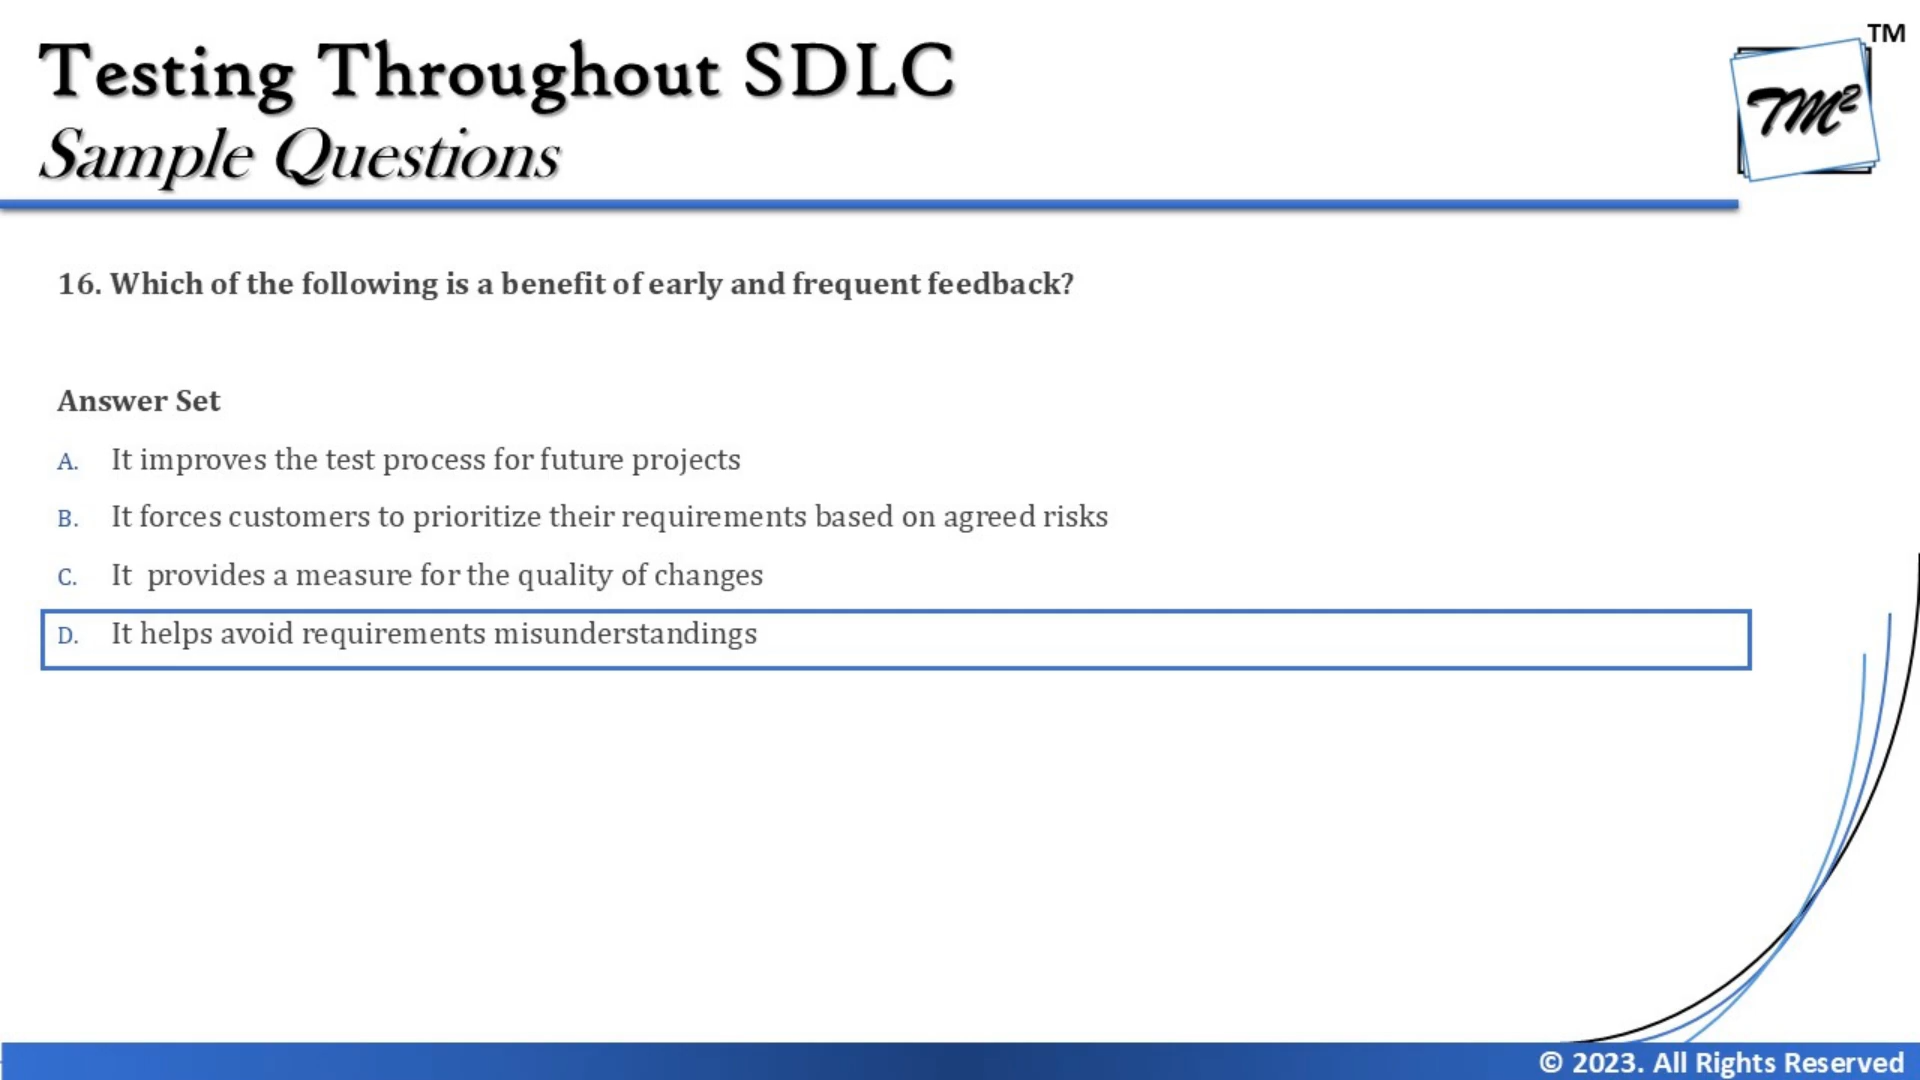 Testing Throughout SDLC
Sample Questions
TM
TM²
16. Which of the following is a benefit of early and frequent feedback?
Answer Set
A. It improves the test process for future projects
B. It forces customers to prioritize their requirements based on agreed risks
C. It provides a measure for the quality of changes
D. It helps avoid requirements misunderstandings
© 2023. All Rights Reserved